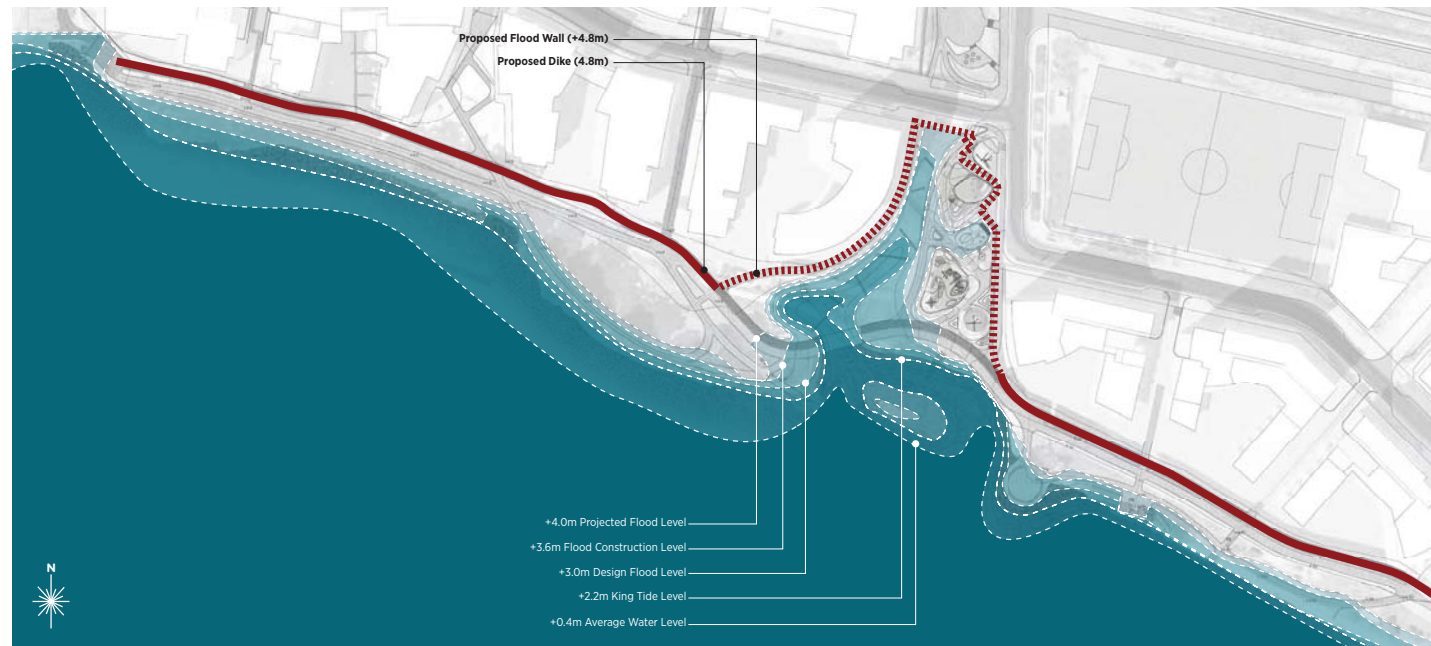 Proposed Flood Wall (+4.8m)
Proposed Dike (4.8m)
+4.0m Projected Flood Level
+3.6m Flood Construction Level
+3.0m Design Flood Level
+2.2m King Tide Level
+0.4m Average Water Level
N